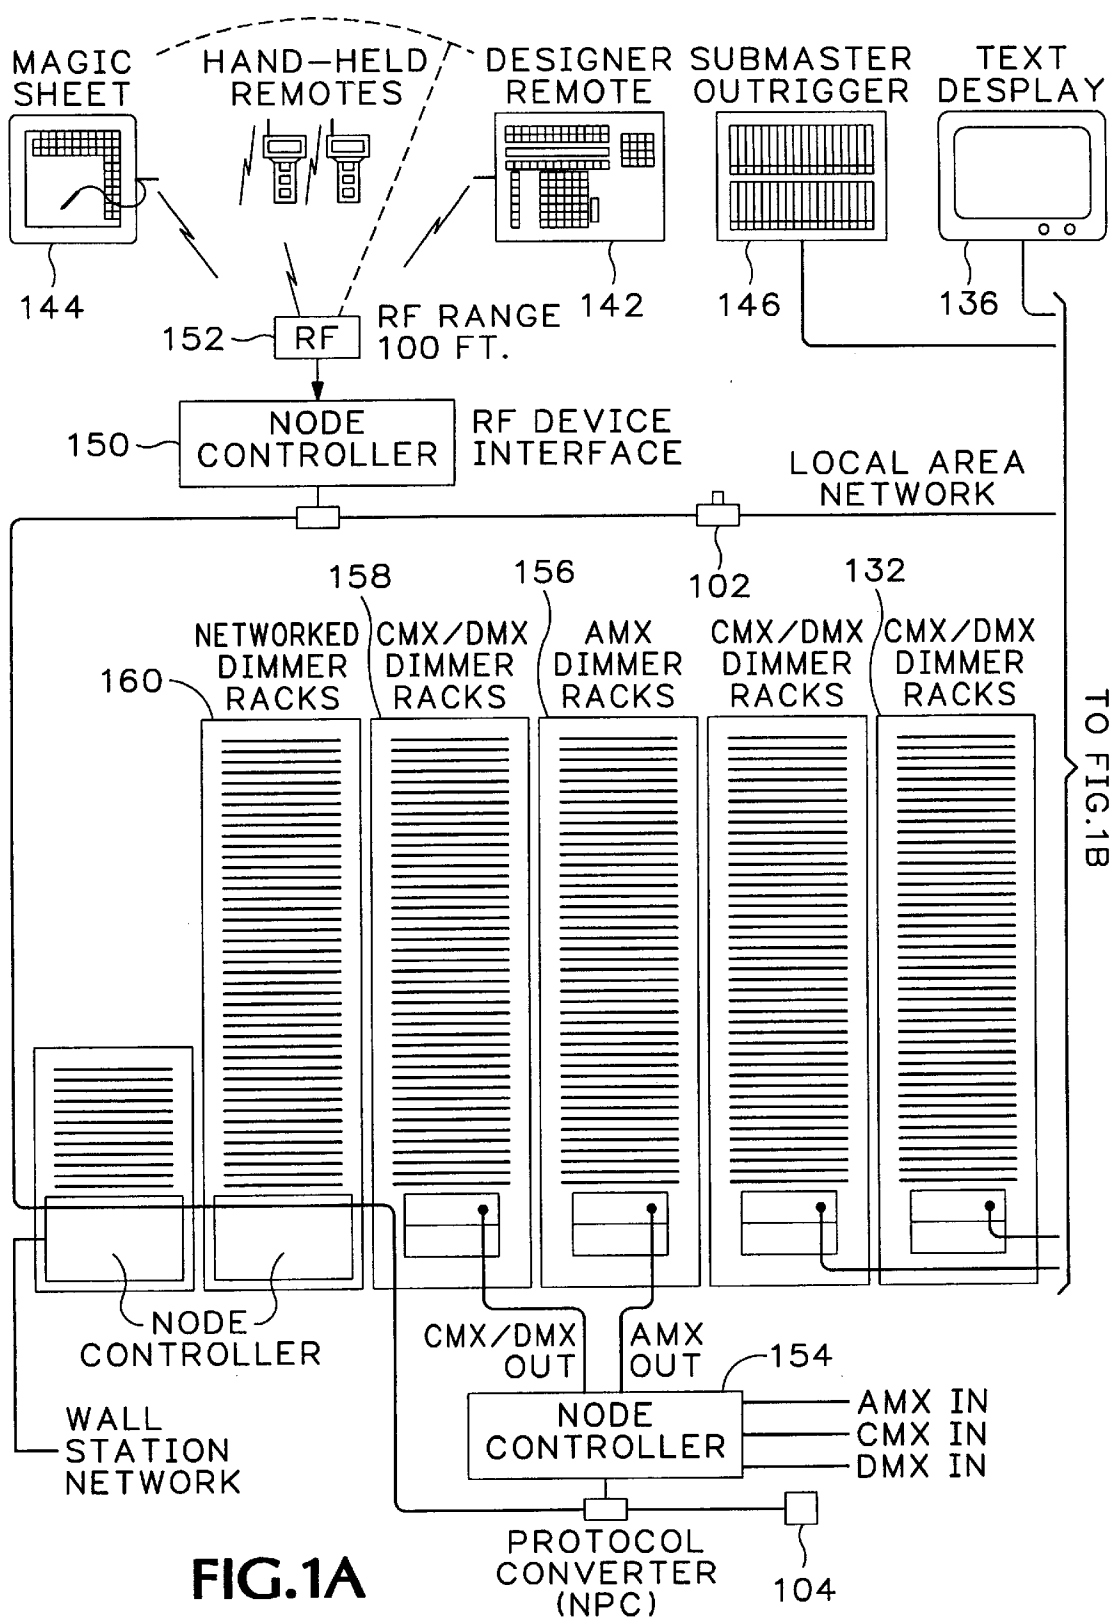 MAGIC
SHEET
HAND-HELD
REMOTES
DESIGNER
REMOTE
SUBMASTER
OUTRIGGER
TEXT
DESPLAY
144
142
146
136
152
RF
RF RANGE
100 FT.
150
NODE
CONTROLLER
RF DEVICE
INTERFACE
LOCAL AREA
NETWORK
102
158
156
132
160
NETWORKED
DIMMER
RACKS
CMX/DMX
DIMMER
RACKS
AMX
DIMMER
RACKS
CMX/DMX
DIMMER
RACKS
CMX/DMX
DIMMER
RACKS
TO FIG.1B
NODE
CONTROLLER
WALL
STATION
NETWORK
CMX/DMX
OUT
AMX
OUT
154
NODE
CONTROLLER
AMX IN
CMX IN
DMX IN
PROTOCOL
CONVERTER
(NPC)
104
FIG.1A